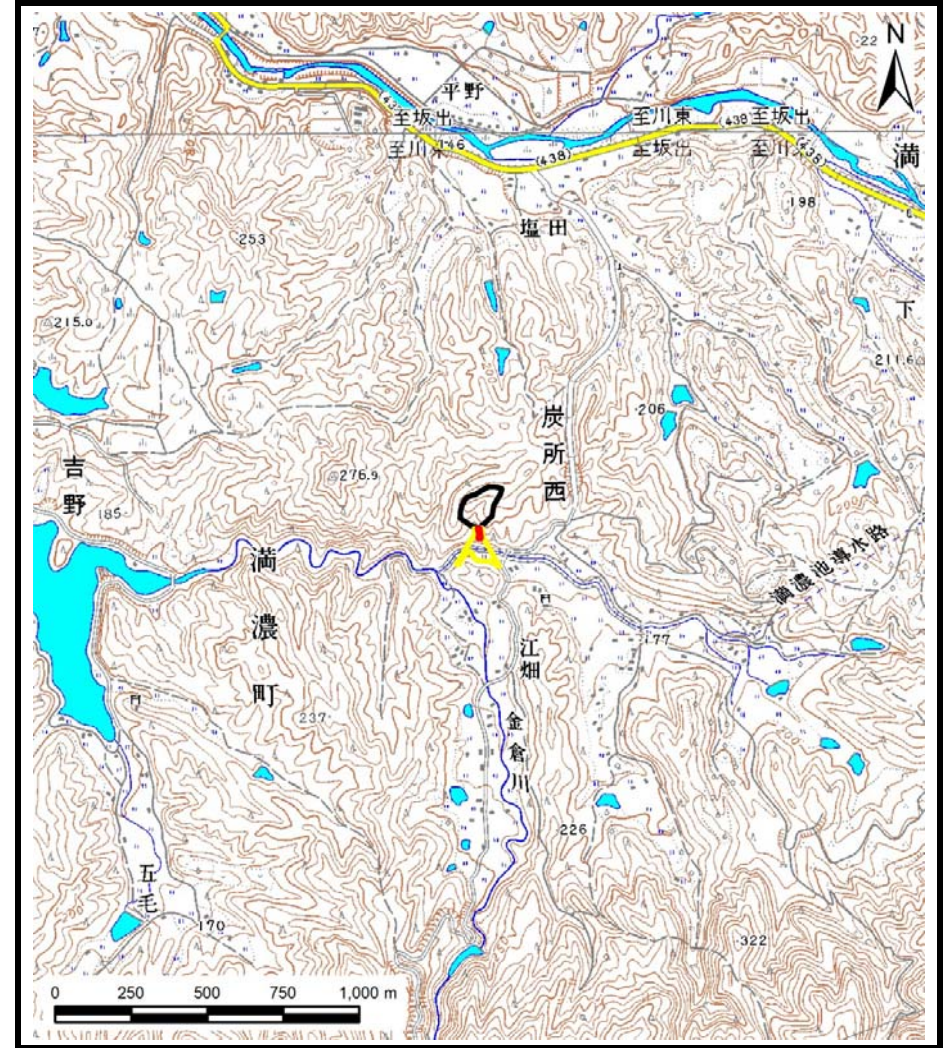 N
平野
438
至坂出
至川東
438
至坂出
至川東
146
438
至坂出
満
198
塩田
253
下
215.0
211.6
206
炭所西
276.9
吉野
185
満濃池導水路
満濃町
177
江畑
237
金倉川
226
五毛
170
322
0 250 500 750 1,000 m